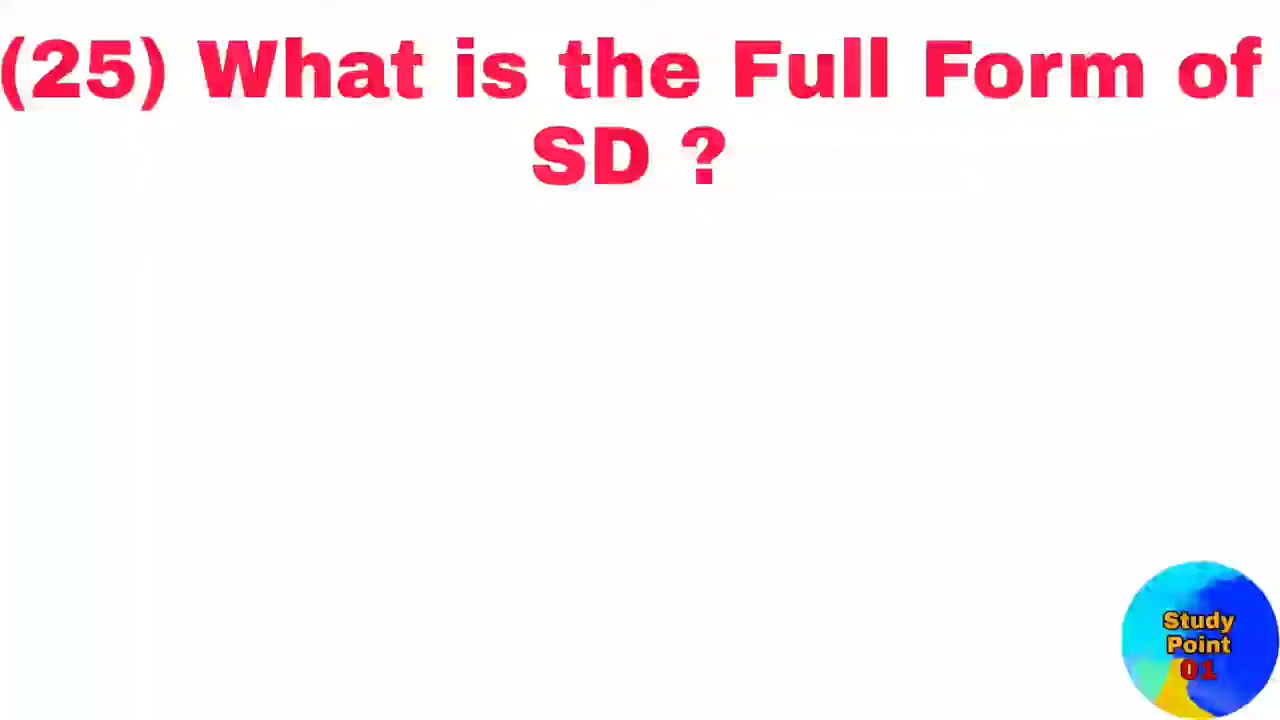 (25) What is the Full Form of
SD ?
Study
Point
01